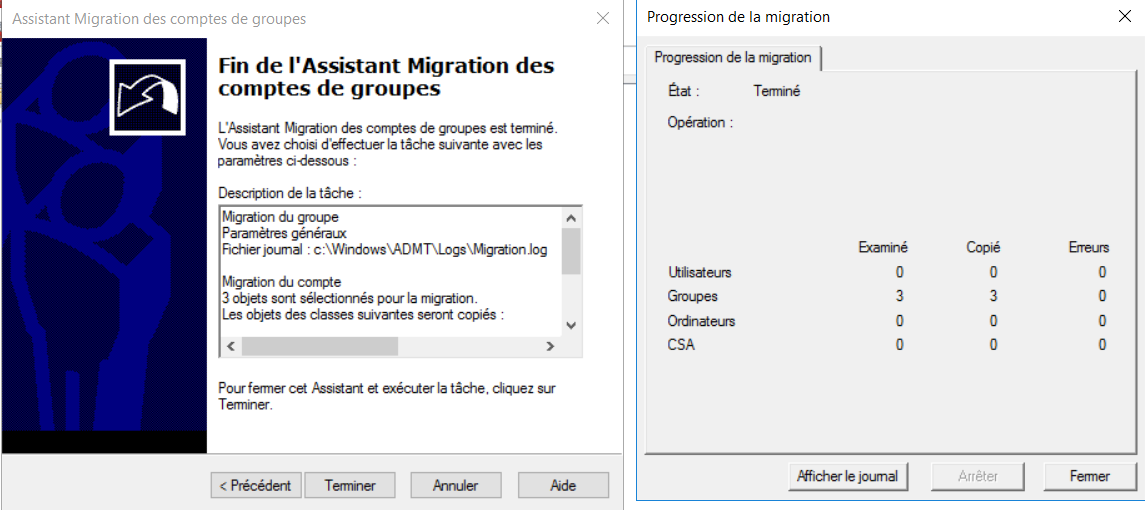 Assistant Migration des comptes de groupes
Fin de l'Assistant Migration des
comptes de groupes
L'Assistant Migration des comptes de groupes est terminé.
Vous avez choisi d'effectuer la tâche suivante avec les
paramètres ci-dessous :
Description de la tâche :
Migration du groupe
Paramètres généraux
Fichier journal : c:\Windows\ADMT\Logs\Migration.log
Migration du compte
3 objets sont sélectionnés pour la migration.
Les objets des classes suivantes seront copiés :
Pour fermer cet Assistant et exécuter la tâche, cliquez sur
Terminer.
< Précédent Terminer Annuler Aide
Progression de la migration
Progression de la migration
État : Terminé
Opération :
Examiné Copié Erreurs
Utilisateurs 0 0 0
Groupes 3 3 0
Ordinateurs 0 0 0
CSA 0 0 0
Afficher le journal Arrêter Fermer